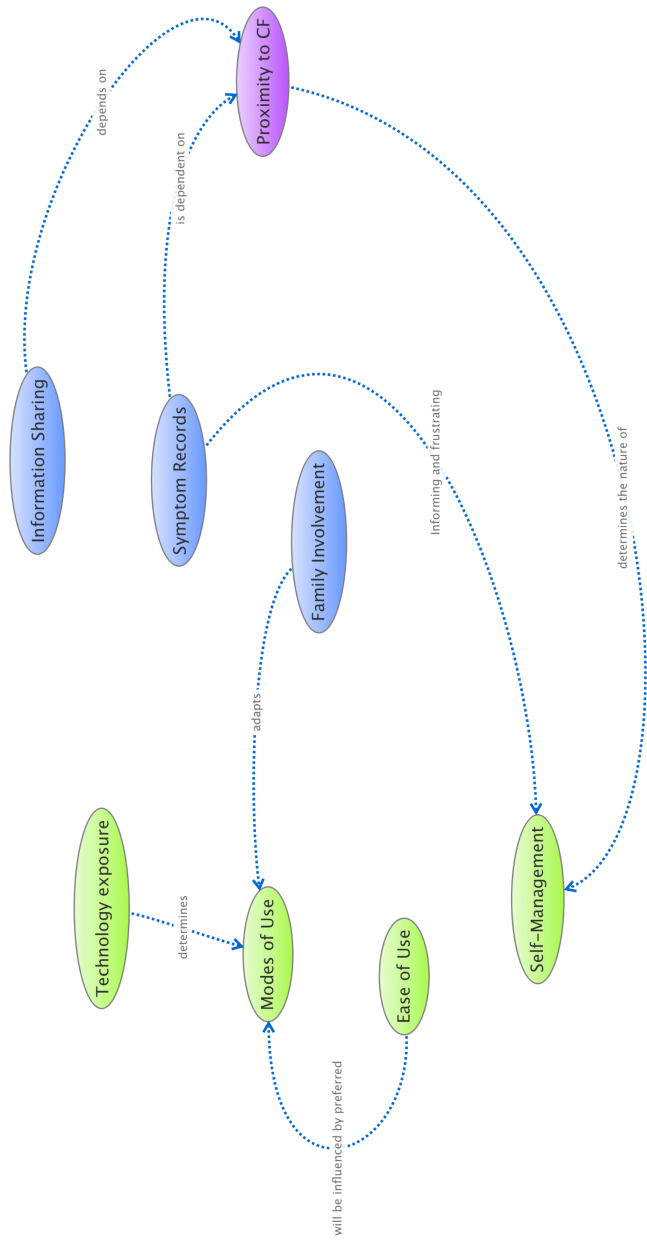 Technology exposure
determines
Modes of Use
will be influenced by preferred
Ease of Use
Self-Management
Information Sharing
Symptom Records
Family Involvement
adapts
Informing and frustrating
depends on
is dependent on
Proximity to CF
determines the nature of